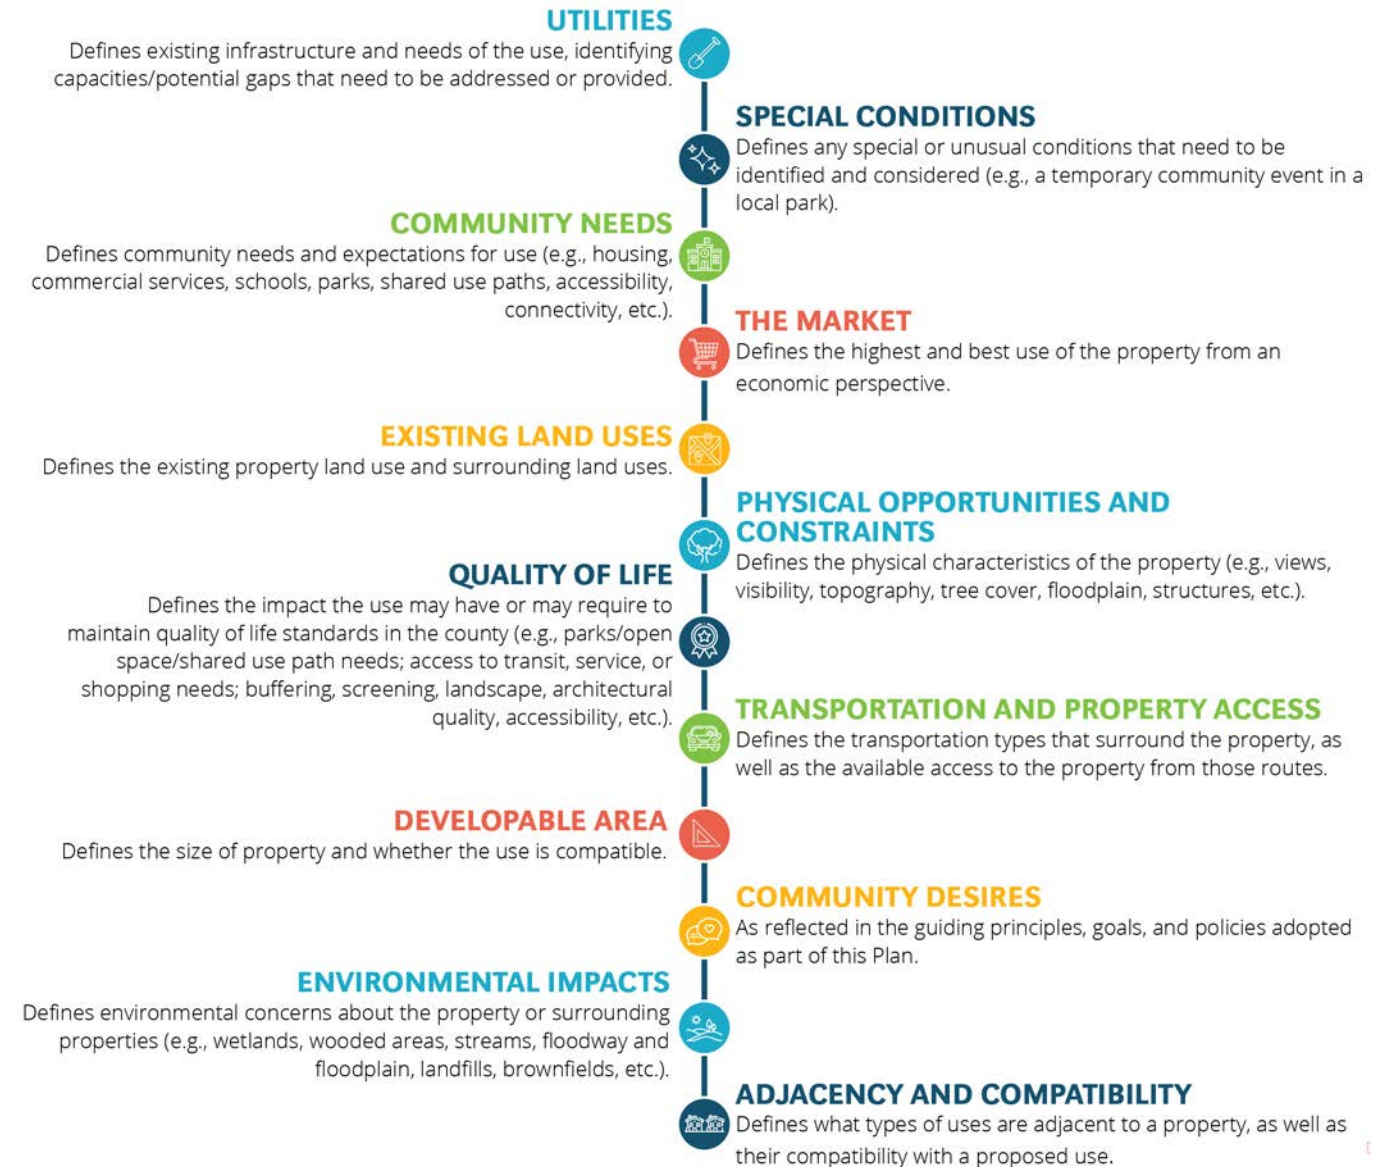 UTILITIES
Defines existing infrastructure and needs of the use, identifying
capacities/potential gaps that need to be addressed or provided.
SPECIAL CONDITIONS
Defines any special or unusual conditions that need to be
identified and considered (e.g., a temporary community event in a
local park).
COMMUNITY NEEDS
Defines community needs and expectations for use (e.g., housing,
commercial services, schools, parks, shared use paths, accessibility,
connectivity, etc.).
THE MARKET
Defines the highest and best use of the property from an
economic perspective.
EXISTING LAND USES
Defines the existing property land use and surrounding land uses.
PHYSICAL OPPORTUNITIES AND
CONSTRAINTS
Defines the physical characteristics of the property (e.g., views,
visibility, topography, tree cover, floodplain, structures, etc.).
QUALITY OF LIFE
Defines the impact the use may have or may require to
maintain quality of life standards in the county (e.g., parks/open
space/shared use path needs; access to transit, service, or
shopping needs; buffering, screening, landscape, architectural
quality, accessibility, etc.).
TRANSPORTATION AND PROPERTY ACCESS
Defines the transportation types that surround the property, as
well as the available access to the property from those routes.
DEVELOPABLE AREA
Defines the size of property and whether the use is compatible.
COMMUNITY DESIRES
As reflected in the guiding principles, goals, and policies adopted
as part of this Plan.
ENVIRONMENTAL IMPACTS
Defines environmental concerns about the property or surrounding
properties (e.g., wetlands, wooded areas, streams, floodway and
floodplain, landfills, brownfields, etc.).
ADJACENCY AND COMPATIBILITY
Defines what types of uses are adjacent to a property, as well as
their compatibility with a proposed use.